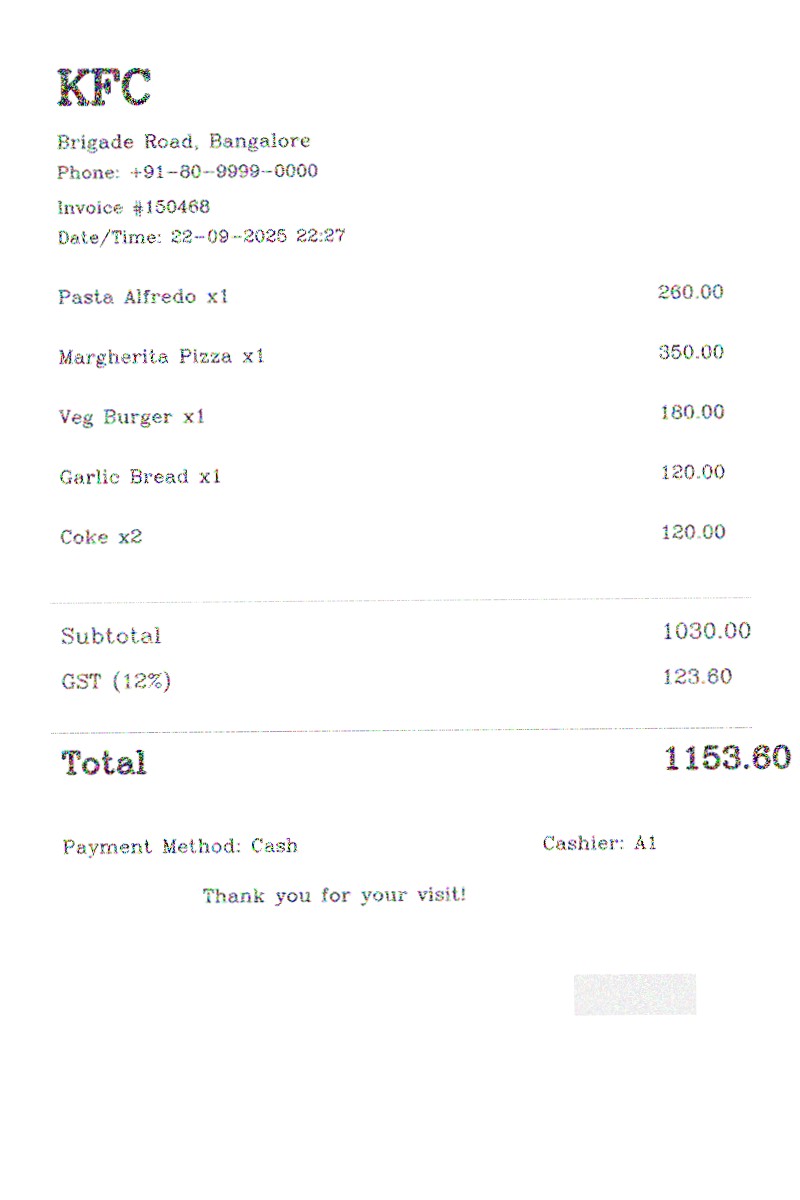 KFC
Brigade Road, Bangalore
Phone: +91-80-9999-0000
Invoice #150468
Date/Time: 22-09-2025 22:27
Pasta Alfredo x1 260.00
Margherita Pizza x1 350.00
Veg Burger x1 180.00
Garlic Bread x1 120.00
Coke x2 120.00
Subtotal 1030.00
GST (12%) 123.60
Total 1153.60
Payment Method: Cash Cashier: A1
Thank you for your visit!